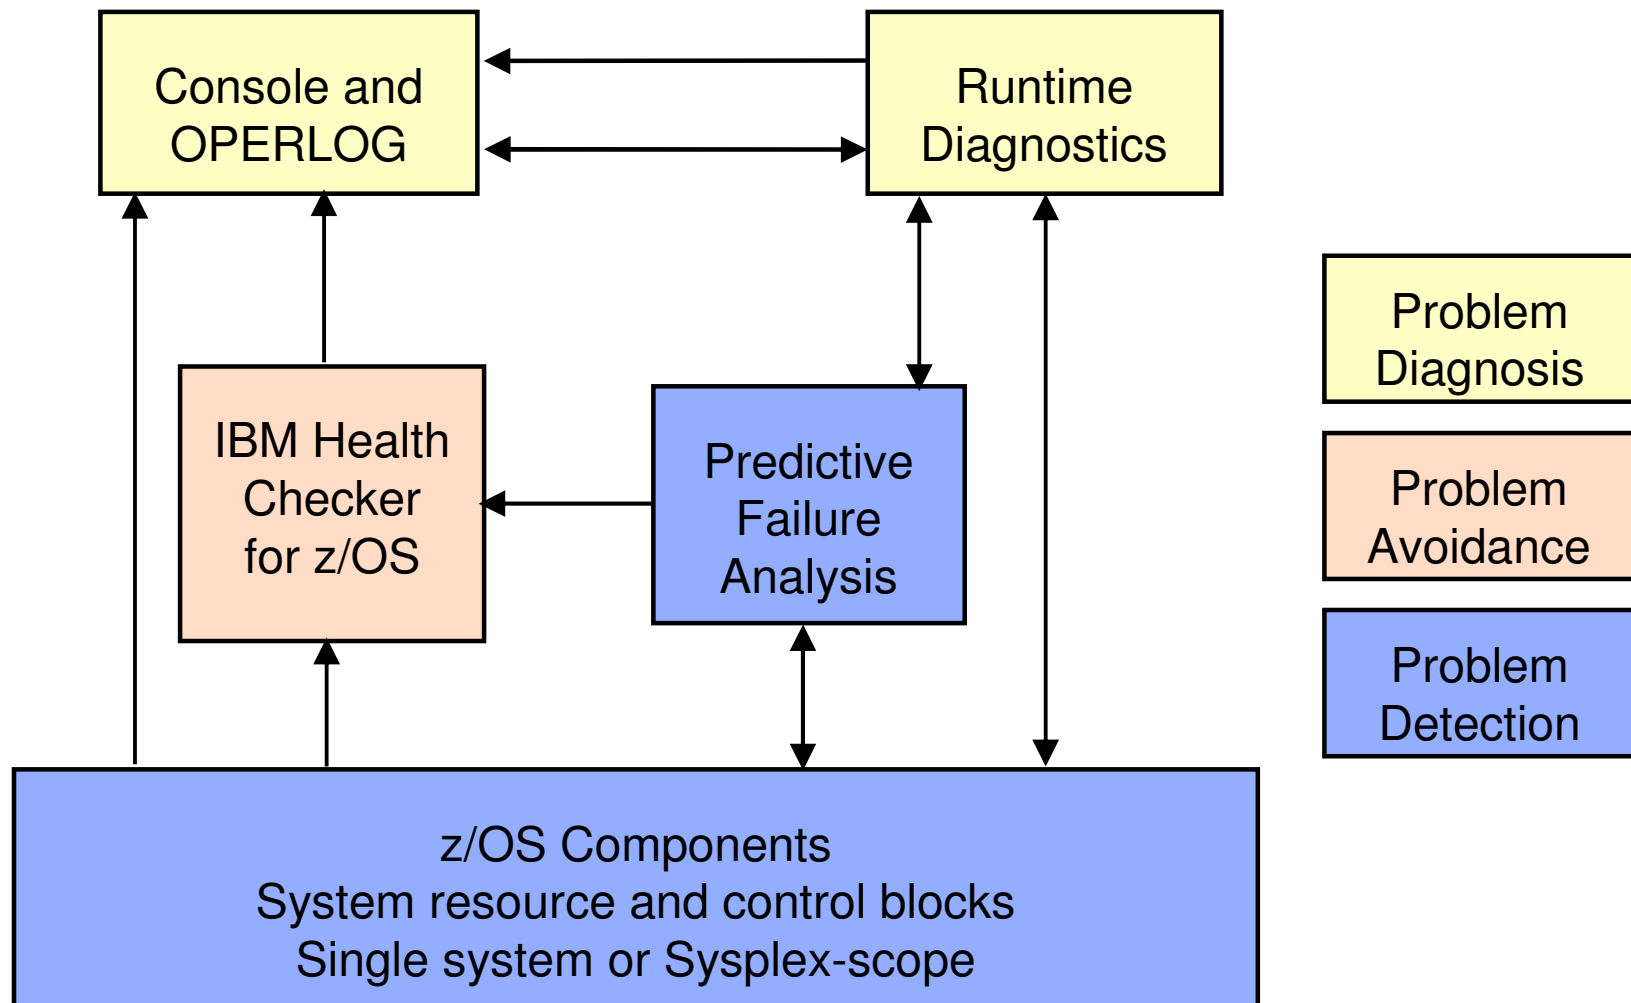 Console and
OPERLOG
Runtime
Diagnostics
IBM Health
Checker
for z/OS
Predictive
Failure
Analysis
z/OS Components
System resource and control blocks
Single system or Sysplex-scope
Problem
Diagnosis
Problem
Avoidance
Problem
Detection